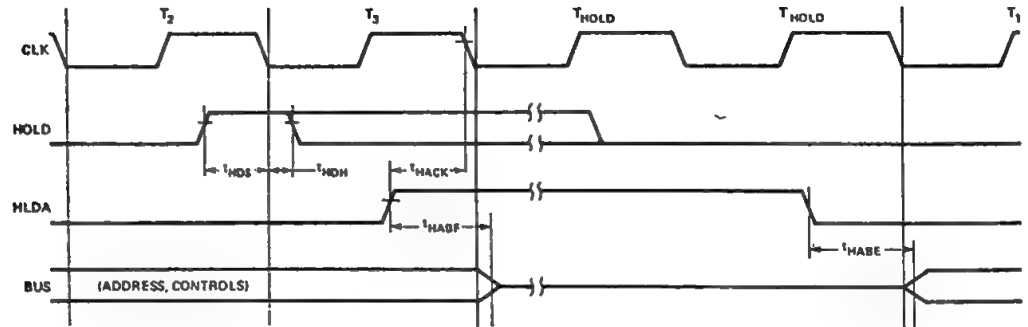 T2 T3 THOLD THOLD T1
CLK
HOLD
tHDS tHDH tHACK
HLDA
tHABF
tHABE
BUS (ADDRESS, CONTROLS)